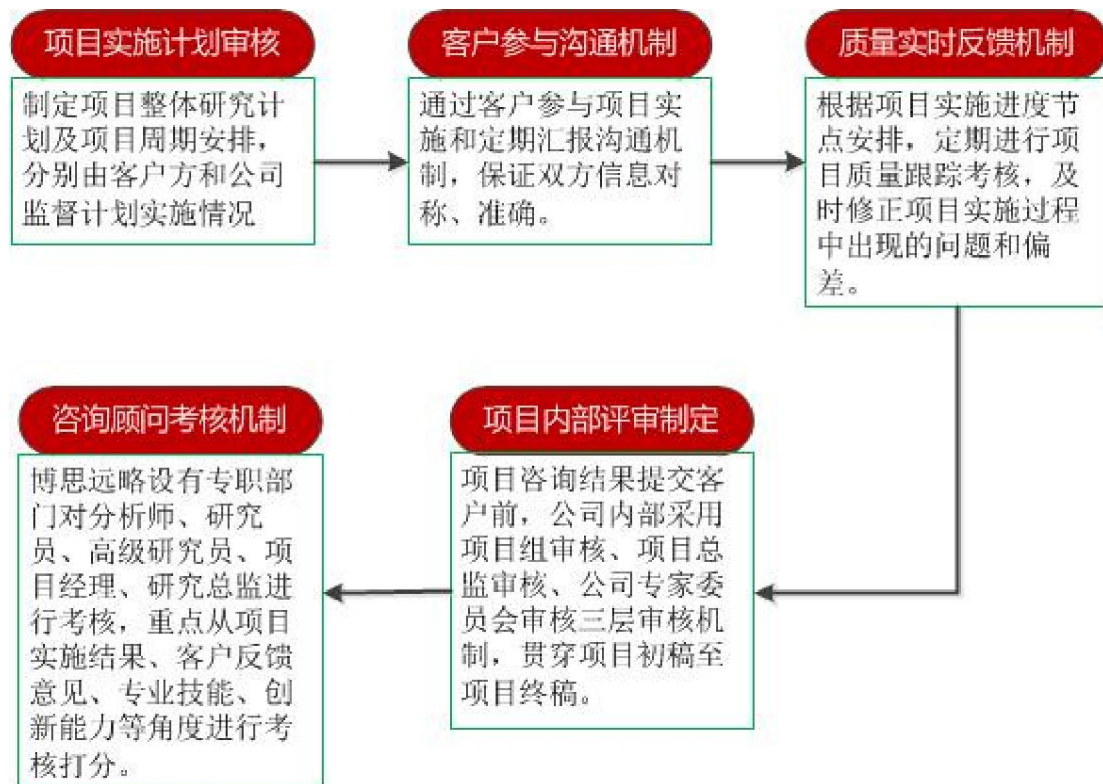 项目实施计划审核
制定项目整体研究计
划及项目周期安排，
分别由客户方和公司
监督计划实施情况
客户参与沟通机制
通过客户参与项目实
施和定期汇报沟通机
制，保证双方信息对
称、准确。
质量实时反馈机制
根据项目实施进度节
点安排，定期进行项
目质量跟踪考核，及
时修正项目实施过程
中出现的问题和偏
差。
项目内部评审制定
项目咨询结果提交客
户前，公司内部采用
项目组审核、项目总
监审核、公司专家委
员会审核三层审核机
制，贯穿项目初稿至
项目终稿。
咨询顾问考核机制
博思远略设有专职部
门对分析师、研究
员、高级研究员、项
目经理、研究总监进
行考核，重点从项目
实施结果、客户反馈
意见、专业技能、创
新能力等角度进行考
核打分。